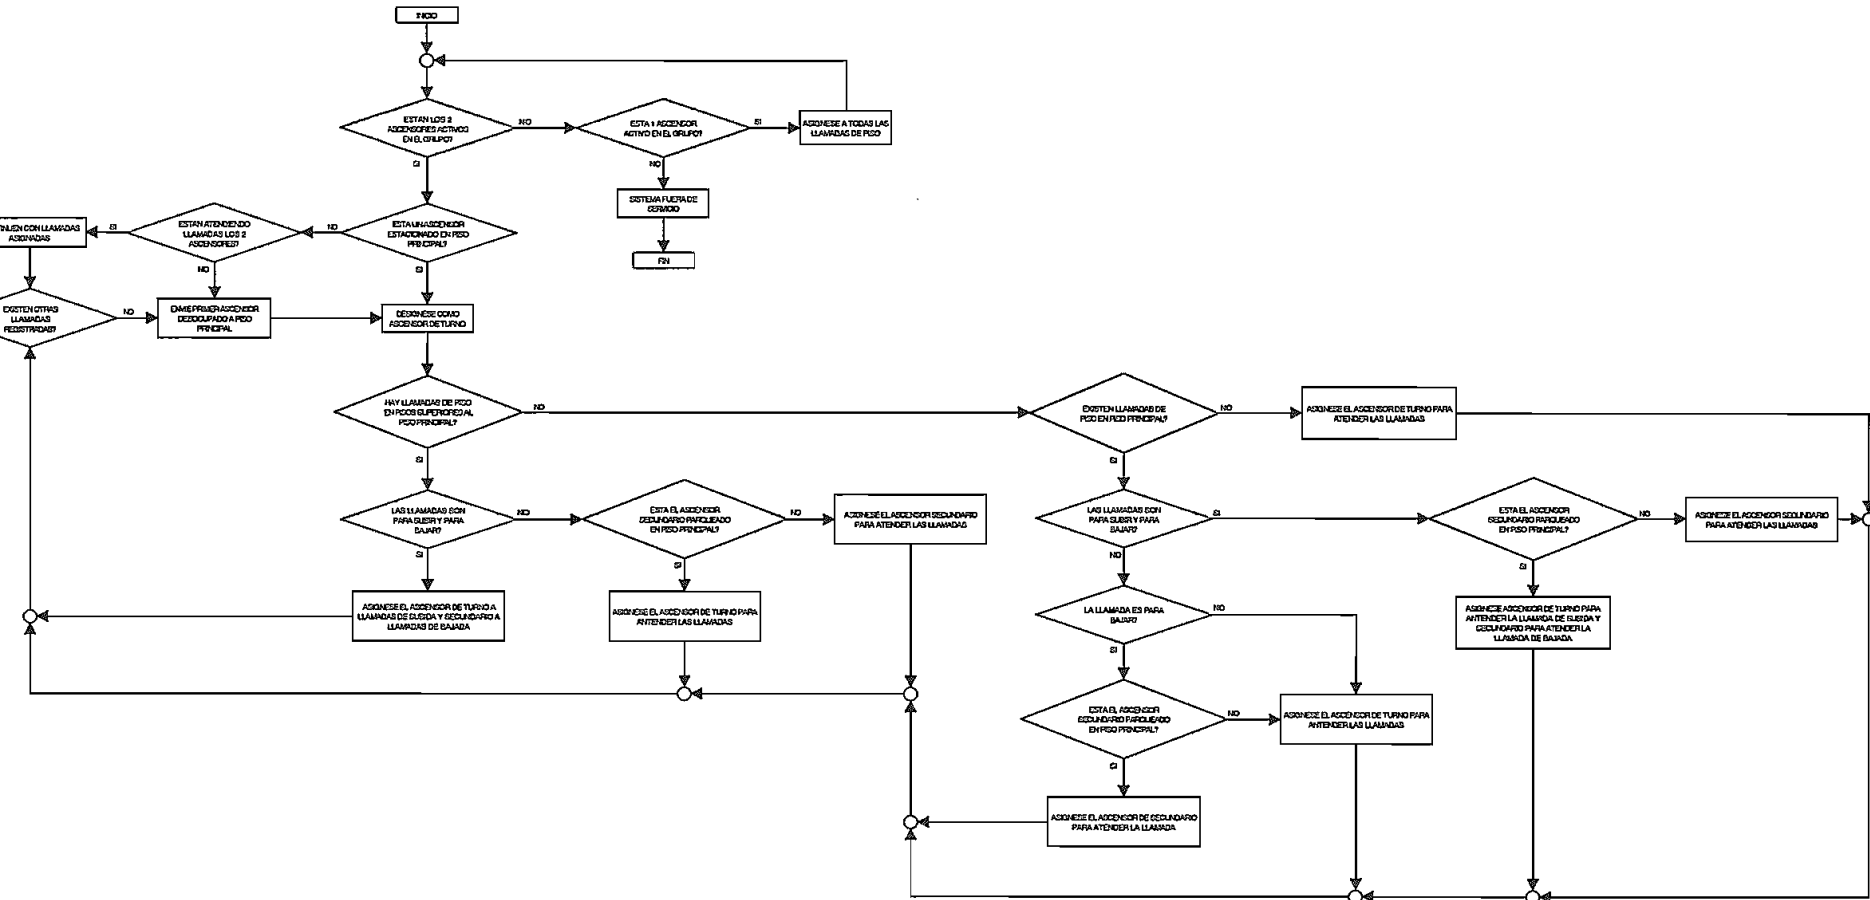 INICIO
ESTAN LOS 2
ASCENSORES ACTIVOS
EN EL GRUPO?
NO
ESTA 1 ASCENSOR
ACTIVO EN EL GRUPO?
SI
ASIGNESE A TODAS LAS
LLAMADAS DE PISO
SI
NO
SISTEMA FUERA DE
SERVICIO
FIN
NUEN CON LLAMADAS
ASIGNADAS
SI
ESTAN ATENDIENDO
LLAMADAS LOS 2
ASCENSORES?
NO
ESTA UN ASCENSOR
ESTACIONADO EN PISO
PRINCIPAL?
NO
SI
EXISTEN OTRAS
LLAMADAS
REGISTRADAS?
NO
ENVIE PRIMER ASCENSOR
DESOCUPADO A PISO
PRINCIPAL
DESIGNESE COMO
ASCENSOR DE TURNO
HAY LLAMADAS DE PISO
EN PISOS SUPERIORES AL
PISO PRINCIPAL?
NO
EXISTEN LLAMADAS DE
PISO EN PISO PRINCIPAL?
NO
ASIGNESE EL ASCENSOR DE TURNO PARA
ATENDER LAS LLAMADAS
SI
SI
LAS LLAMADAS SON
PARA SUBIR Y PARA
BAJAR?
NO
ESTA EL ASCENSOR
SECUNDARIO PARQUEADO
EN PISO PRINCIPAL?
NO
ASIGNESE EL ASCENSOR SECUNDARIO
PARA ATENDER LAS LLAMADAS
LAS LLAMADAS SON
PARA SUBIR Y PARA
BAJAR?
SI
ESTA EL ASCENSOR
SECUNDARIO PARQUEADO
EN PISO PRINCIPAL?
NO
ASIGNESE EL ASCENSOR SECUNDARIO
PARA ATENDER LAS LLAMADAS
SI
SI
NO
SI
ASIGNESE EL ASCENSOR DE TURNO A
LLAMADAS DE SUBIDA Y SECUNDARIO A
LLAMADAS DE BAJADA
ASIGNESE EL ASCENSOR DE TURNO PARA
ANTENDER LAS LLAMADAS
LA LLAMADA ES PARA
BAJAR?
NO
ASIGNESE ASCENSOR DE TURNO PARA
ANTENDER LA LLAMADA DE SUBIDA Y
SECUNDARIO PARA ATENDER LA
LLAMADA DE BAJADA
SI
ESTA EL ASCENSOR
SECUNDARIO PARQUEADO
EN PISO PRINCIPAL?
NO
ASIGNESE EL ASCENSOR DE TURNO PARA
ANTENDER LAS LLAMADAS
SI
ASIGNESE EL ASCENSOR DE SECUNDARIO
PARA ATENDER LA LLAMADA